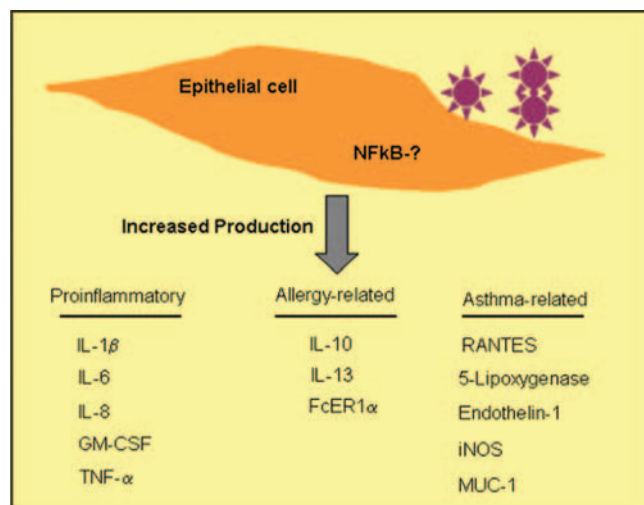 Epithelial cell
NFkB-?
Increased Production
Proinflammatory
IL-1β
IL-6
IL-8
GM-CSF
TNF-α
Allergy-related
IL-10
IL-13
FcER1α
Asthma-related
RANTES
5-Lipoxygenase
Endothelin-1
iNOS
MUC-1